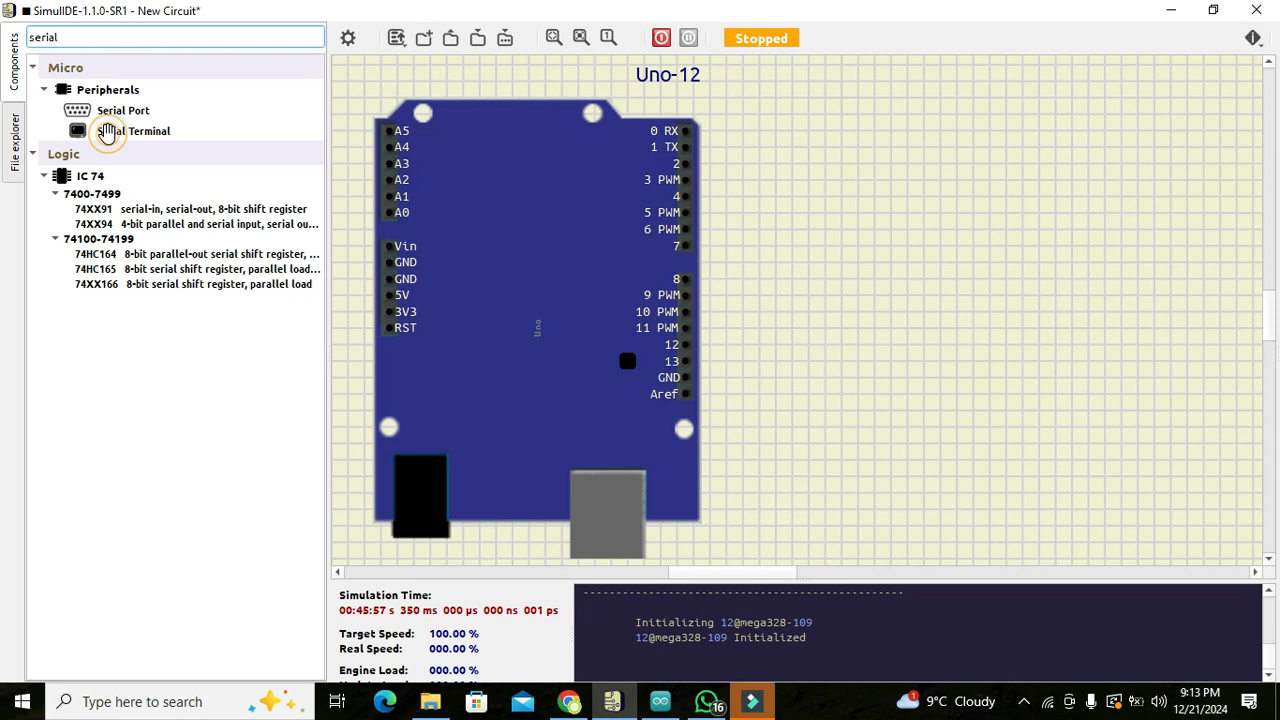 SimulIDE-1.1.0-SR1 - New Circuit*
Components
File explorer
serial
Micro
Peripherals
Serial Port
Terminal
Logic
IC 74
7400-7499
74XX91 serial-in, serial-out, 8-bit shift register
74XX94 4-bit parallel and serial input, serial ou...
74100-74199
74HC164 8-bit parallel-out serial shift register, ...
74HC165 8-bit serial shift register, parallel load...
74XX166 8-bit serial shift register, parallel load
1
Stopped
Uno-12
A5
A4
A3
A2
A1
A0
Vin
GND
GND
5V
3V3
RST
Uno
0 RX
1 TX
2
3 PWM
4
5 PWM
6 PWM
7
8
9 PWM
10 PWM
11 PWM
12
13
GND
Aref
Simulation Time:
00:45:57 s 350 ms 000 µs 000 ns 001 ps
Target Speed: 100.00 %
Real Speed: 000.00 %
Engine Load: 000.00 %
----------------------------------------------
Initializing 12@mega328-109
12@mega328-109 Initialized
Type here to search
16
1
9°C Cloudy
9:13 PM
12/21/2024